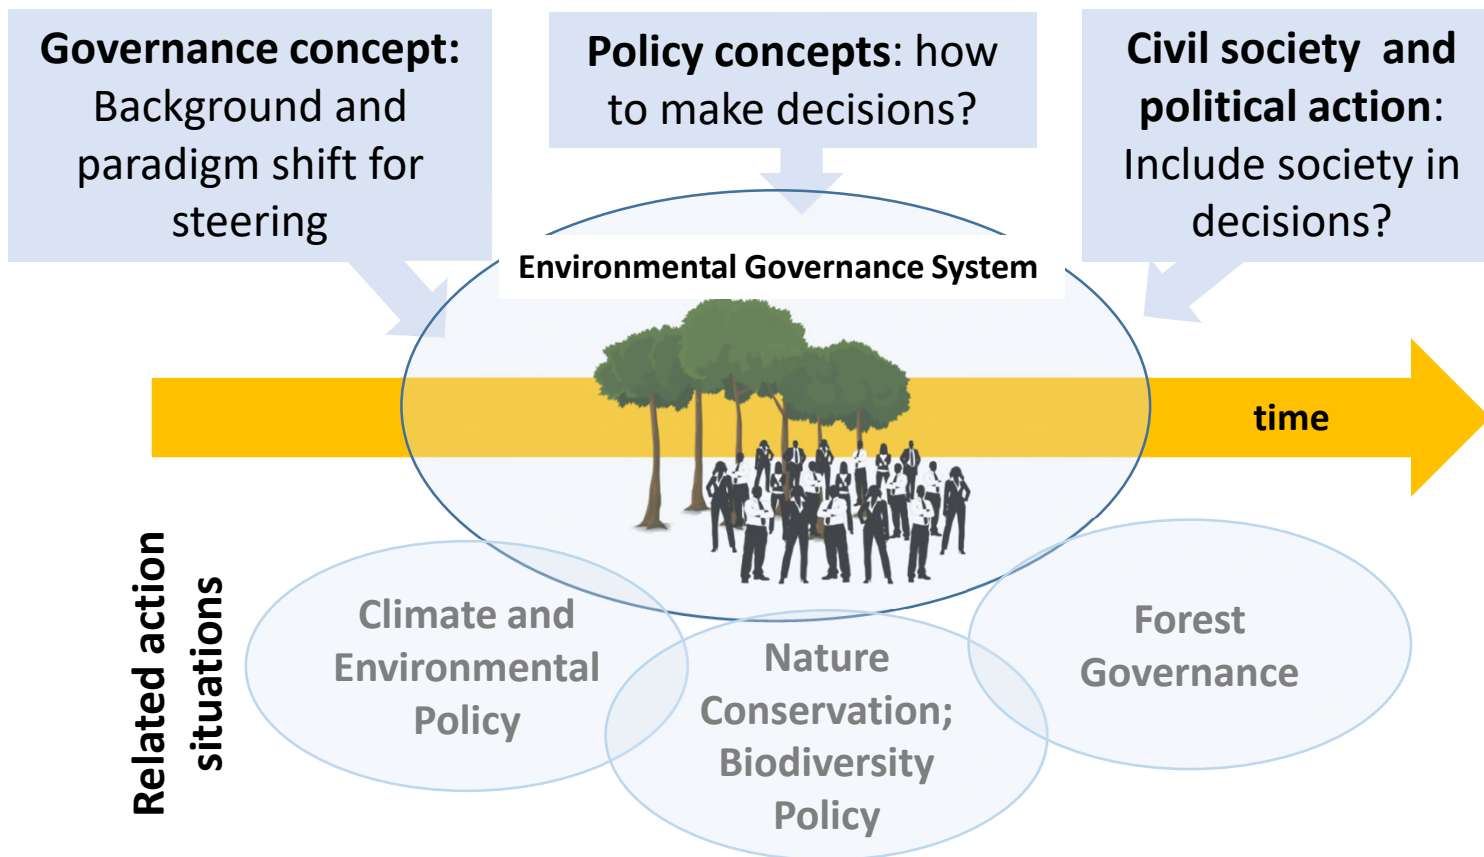 Governance concept:
Background and
paradigm shift for
steering
Policy concepts: how
to make decisions?
Civil society and
political action:
Include society in
decisions?
Environmental Governance System
time
Related action
situations
Climate and
Environmental
Policy
Nature
Conservation;
Biodiversity
Policy
Forest
Governance